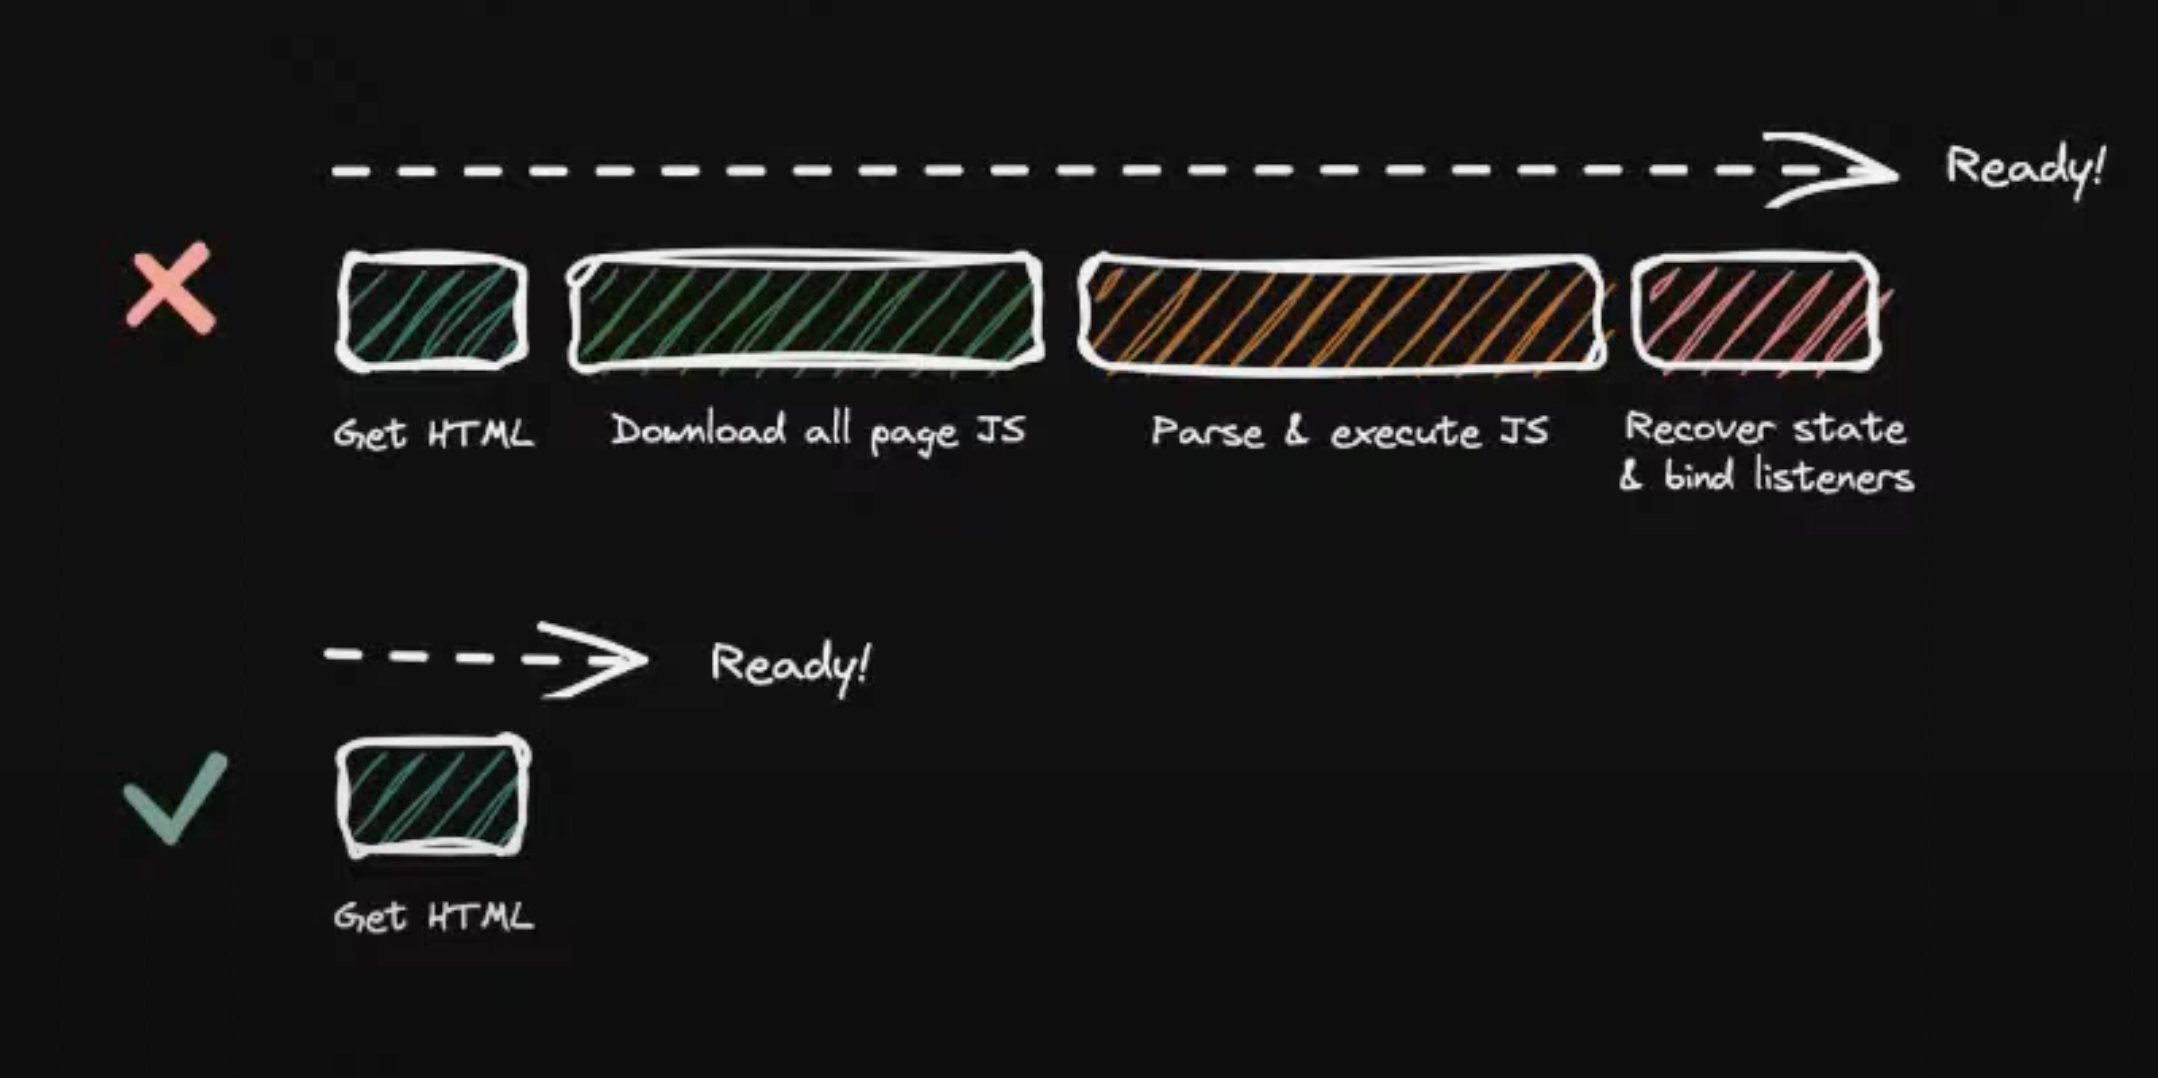 Ready!
Get HTML
Download all page JS
Parse & execute JS
Recover state
& bind listeners
Ready!
Get HTML